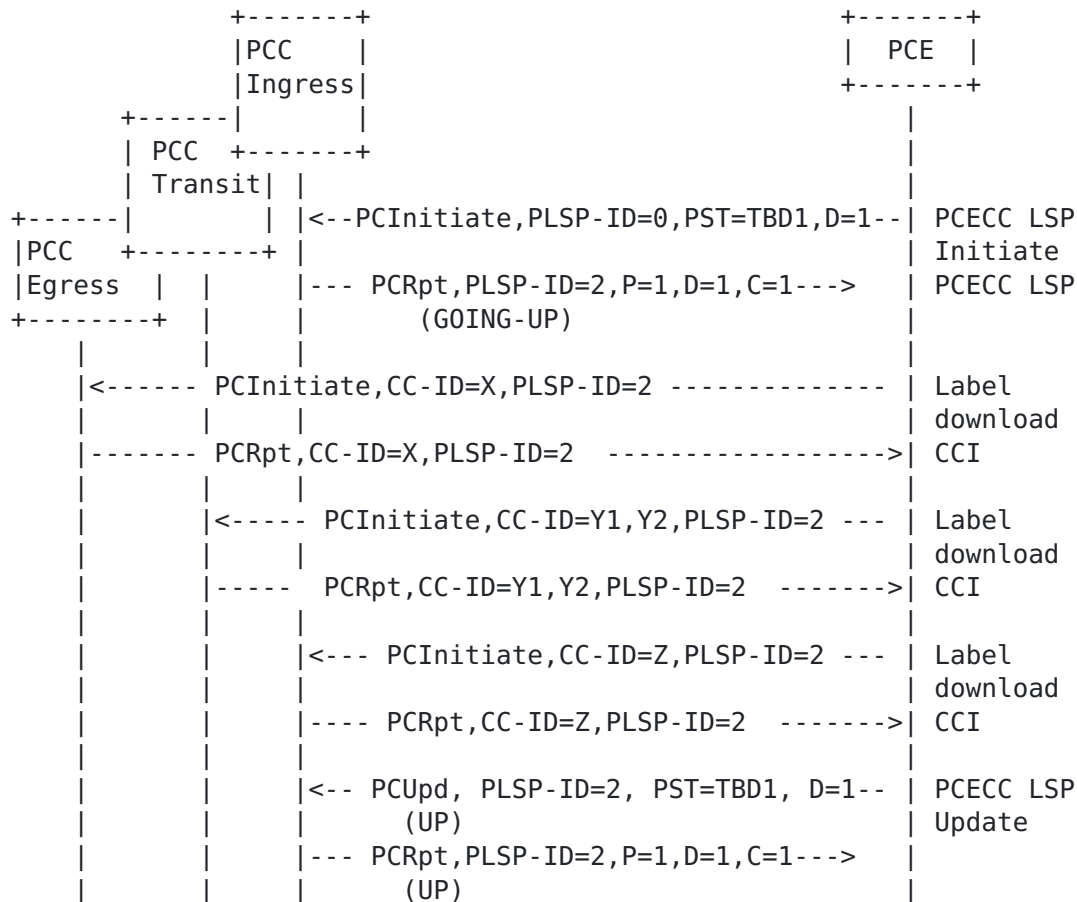 +-------+                              +-------+
              |PCC    |                              |  PCE  |
              |Ingress|                              +-------+
       +------|       |                                  |
       | PCC  +-------+                                  |
       | Transit| |                                      |
+------|        | |<--PCInitiate,PLSP-ID=0,PST=TBD1,D=1--| PCECC LSP
|PCC   +--------+ |                                      | Initiate
|Egress  |  |     |--- PCRpt,PLSP-ID=2,P=1,D=1,C=1--->   | PCECC LSP
+--------+  |     |       (GOING-UP)                     |
    |       |     |                                      |
    |<------ PCInitiate,CC-ID=X,PLSP-ID=2 -------------- | Label
    |       |     |                                      | download
    |------- PCRpt,CC-ID=X,PLSP-ID=2  ------------------>| CCI
    |       |     |                                      |
    |       |<----- PCInitiate,CC-ID=Y1,Y2,PLSP-ID=2 --- | Label
    |       |     |                                      | download
    |       |-----  PCRpt,CC-ID=Y1,Y2,PLSP-ID=2  ------->| CCI
    |       |     |                                      |
    |       |     |<--- PCInitiate,CC-ID=Z,PLSP-ID=2 --- | Label
    |       |     |                                      | download
    |       |     |---- PCRpt,CC-ID=Z,PLSP-ID=2  ------->| CCI
    |       |     |                                      |
    |       |     |<-- PCUpd, PLSP-ID=2, PST=TBD1, D=1-- | PCECC LSP
    |       |     |      (UP)                            | Update
    |       |     |--- PCRpt,PLSP-ID=2,P=1,D=1,C=1--->   |
    |       |     |      (UP)                            |